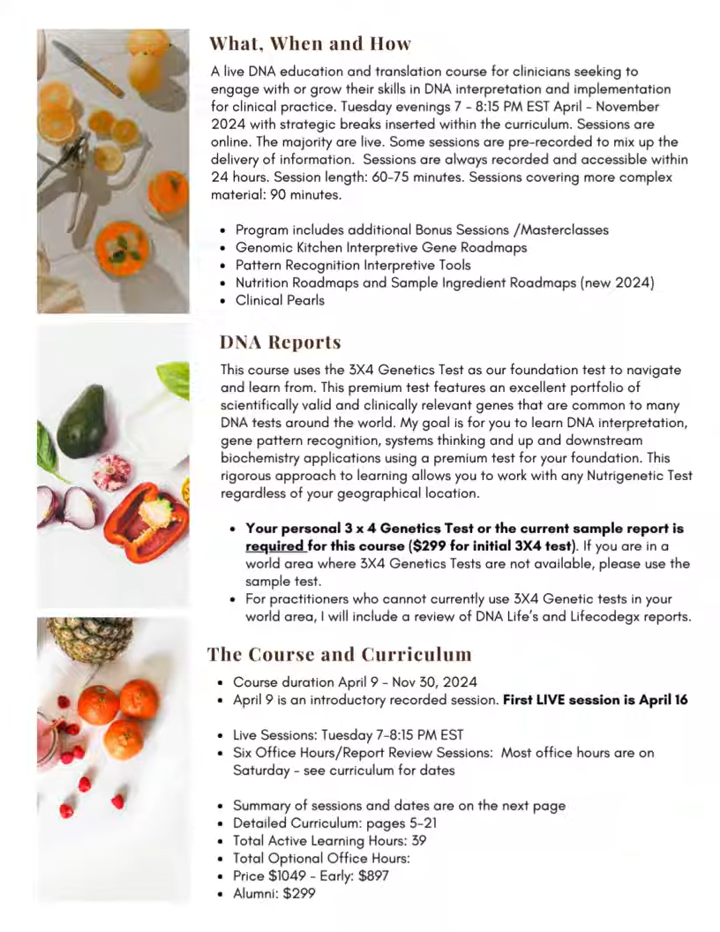 What, When and How
A live DNA education and translation course for clinicians seeking to
engage with or grow their skills in DNA interpretation and implementation
for clinical practice. Tuesday evenings 7 - 8:15 PM EST April - November
2024 with strategic breaks inserted within the curriculum. Sessions are
online. The majority are live. Some sessions are pre-recorded to mix up the
delivery of information.  Sessions are always recorded and accessible within
24 hours. Session length: 60-75 minutes. Sessions covering more complex
material: 90 minutes.
• Program includes additional Bonus Sessions /Masterclasses
• Genomic Kitchen Interpretive Gene Roadmaps
• Pattern Recognition Interpretive Tools
• Nutrition Roadmaps and Sample Ingredient Roadmaps (new 2024)
• Clinical Pearls
DNA Reports
This course uses the 3X4 Genetics Test as our foundation test to navigate
and learn from. This premium test features an excellent portfolio of
scientifically valid and clinically relevant genes that are common to many
DNA tests around the world. My goal is for you to learn DNA interpretation,
gene pattern recognition, systems thinking and up and downstream
biochemistry applications using a premium test for your foundation. This
rigorous approach to learning allows you to work with any Nutrigenetic Test
regardless of your geographical location.
• Your personal 3 x 4 Genetics Test or the current sample report is
required for this course ($299 for initial 3X4 test). If you are in a
world area where 3X4 Genetics Tests are not available, please use the
sample test.
• For practitioners who cannot currently use 3X4 Genetic tests in your
world area, I will include a review of DNA Life's and Lifecodegx reports.
The Course and Curriculum
• Course duration April 9 - Nov 30, 2024
• April 9 is an introductory recorded session. First LIVE session is April 16
• Live Sessions: Tuesday 7-8:15 PM EST
• Six Office Hours/Report Review Sessions:  Most office hours are on
Saturday - see curriculum for dates
• Summary of sessions and dates are on the next page
• Detailed Curriculum: pages 5-21
• Total Active Learning Hours: 39
• Total Optional Office Hours:
• Price $1049 - Early: $897
• Alumni: $299